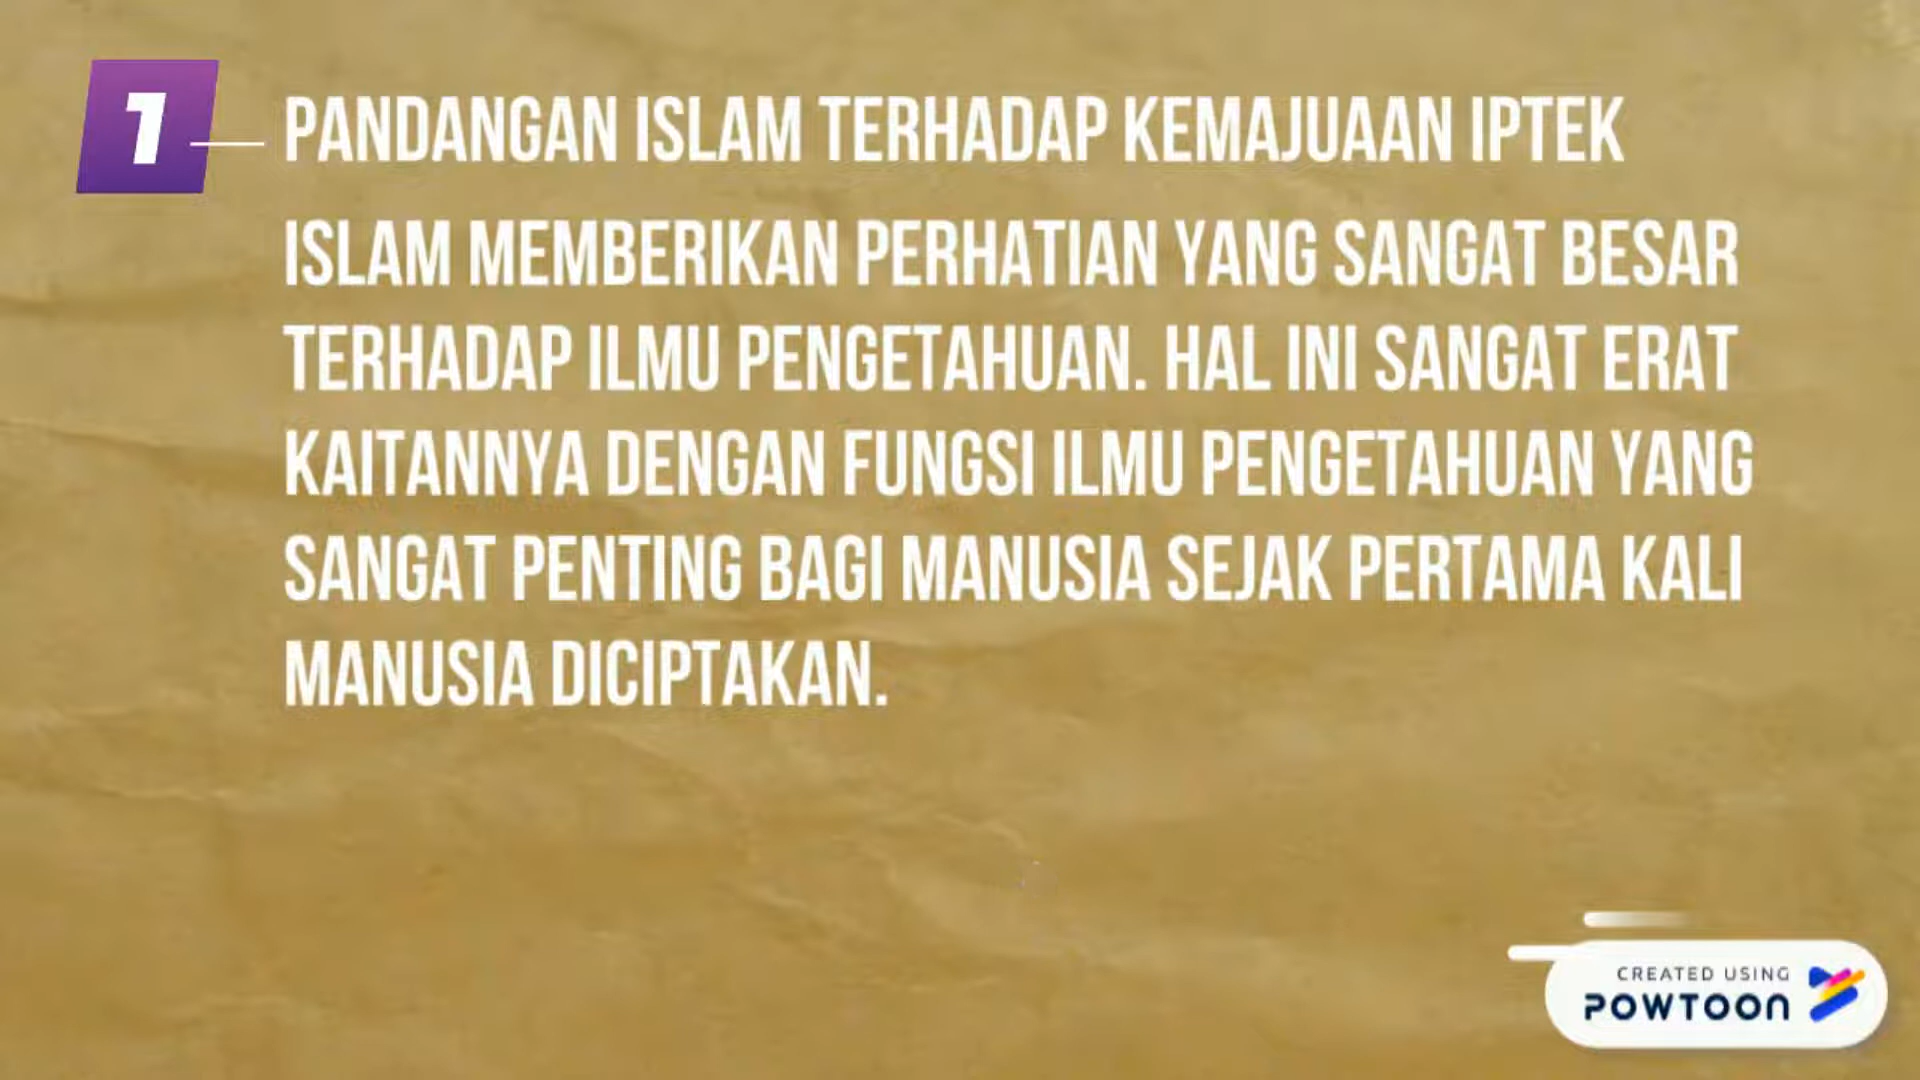 1
PANDANGAN ISLAM TERHADAP KEMAJUAAN IPTEK
ISLAM MEMBERIKAN PERHATIAN YANG SANGAT BESAR
TERHADAP ILMU PENGETAHUAN. HAL INI SANGAT ERAT
KAITANNYA DENGAN FUNGSI ILMU PENGETAHUAN YANG
SANGAT PENTING BAGI MANUSIA SEJAK PERTAMA KALI
MANUSIA DICIPTAKAN.
CREATED USING
POWTOON